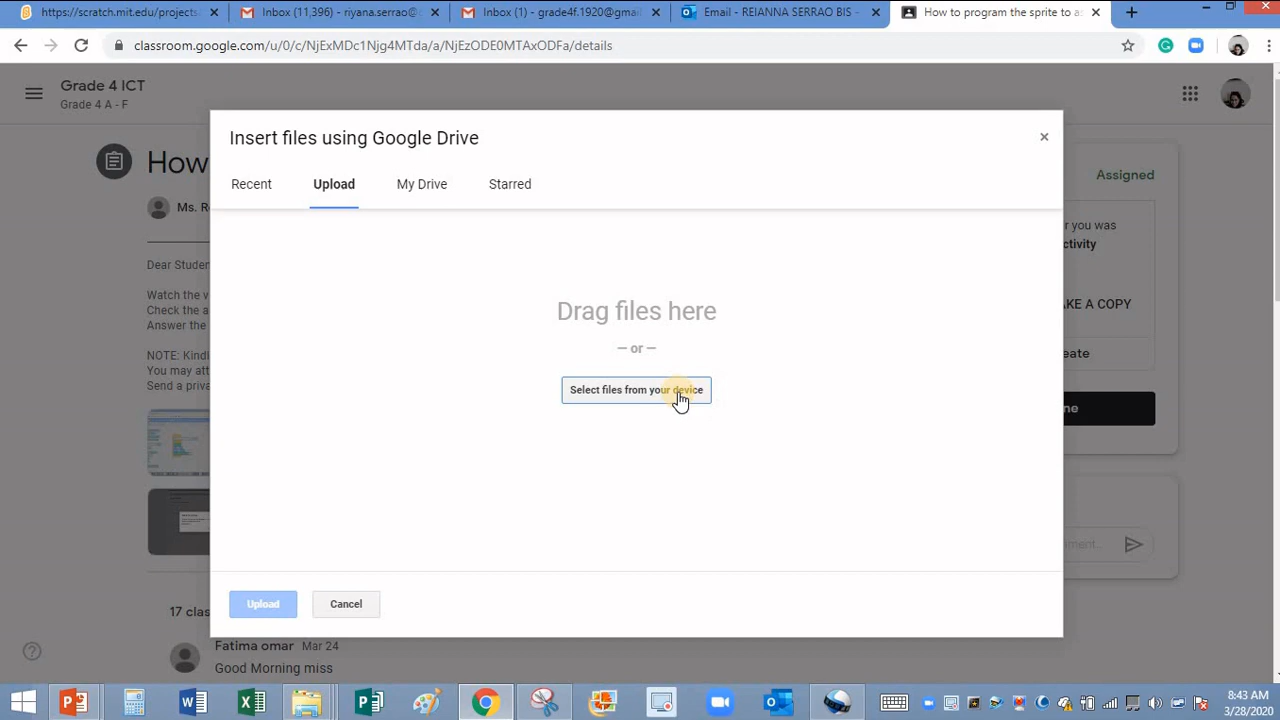 https://scratch.mit.edu/projects
Inbox (11,396) - riyana.serrao@
Inbox (1) - grade4f.1920@gmail
Email - REIANNA SERRAO BIS -
How to program the sprite to as
classroom.google.com/u/0/c/NjExMDc1Njg4MTda/a/NjEzODE0MTAxODFa/details
Grade 4 ICT
Grade 4 A - F
Insert files using Google Drive
Recent
Upload
My Drive
Starred
How
Assigned
Ms. R
Dear Studen
Watch the v
Check the a
Answer the
NOTE: Kindl
You may att
Send a priva
r you was
ctivity
AKE A COPY
eate
ne
Drag files here
— or —
Select files from your device
ment...
Upload
Cancel
17 clas
Fatima omar Mar 24
Good Morning miss
8:43 AM
3/28/2020